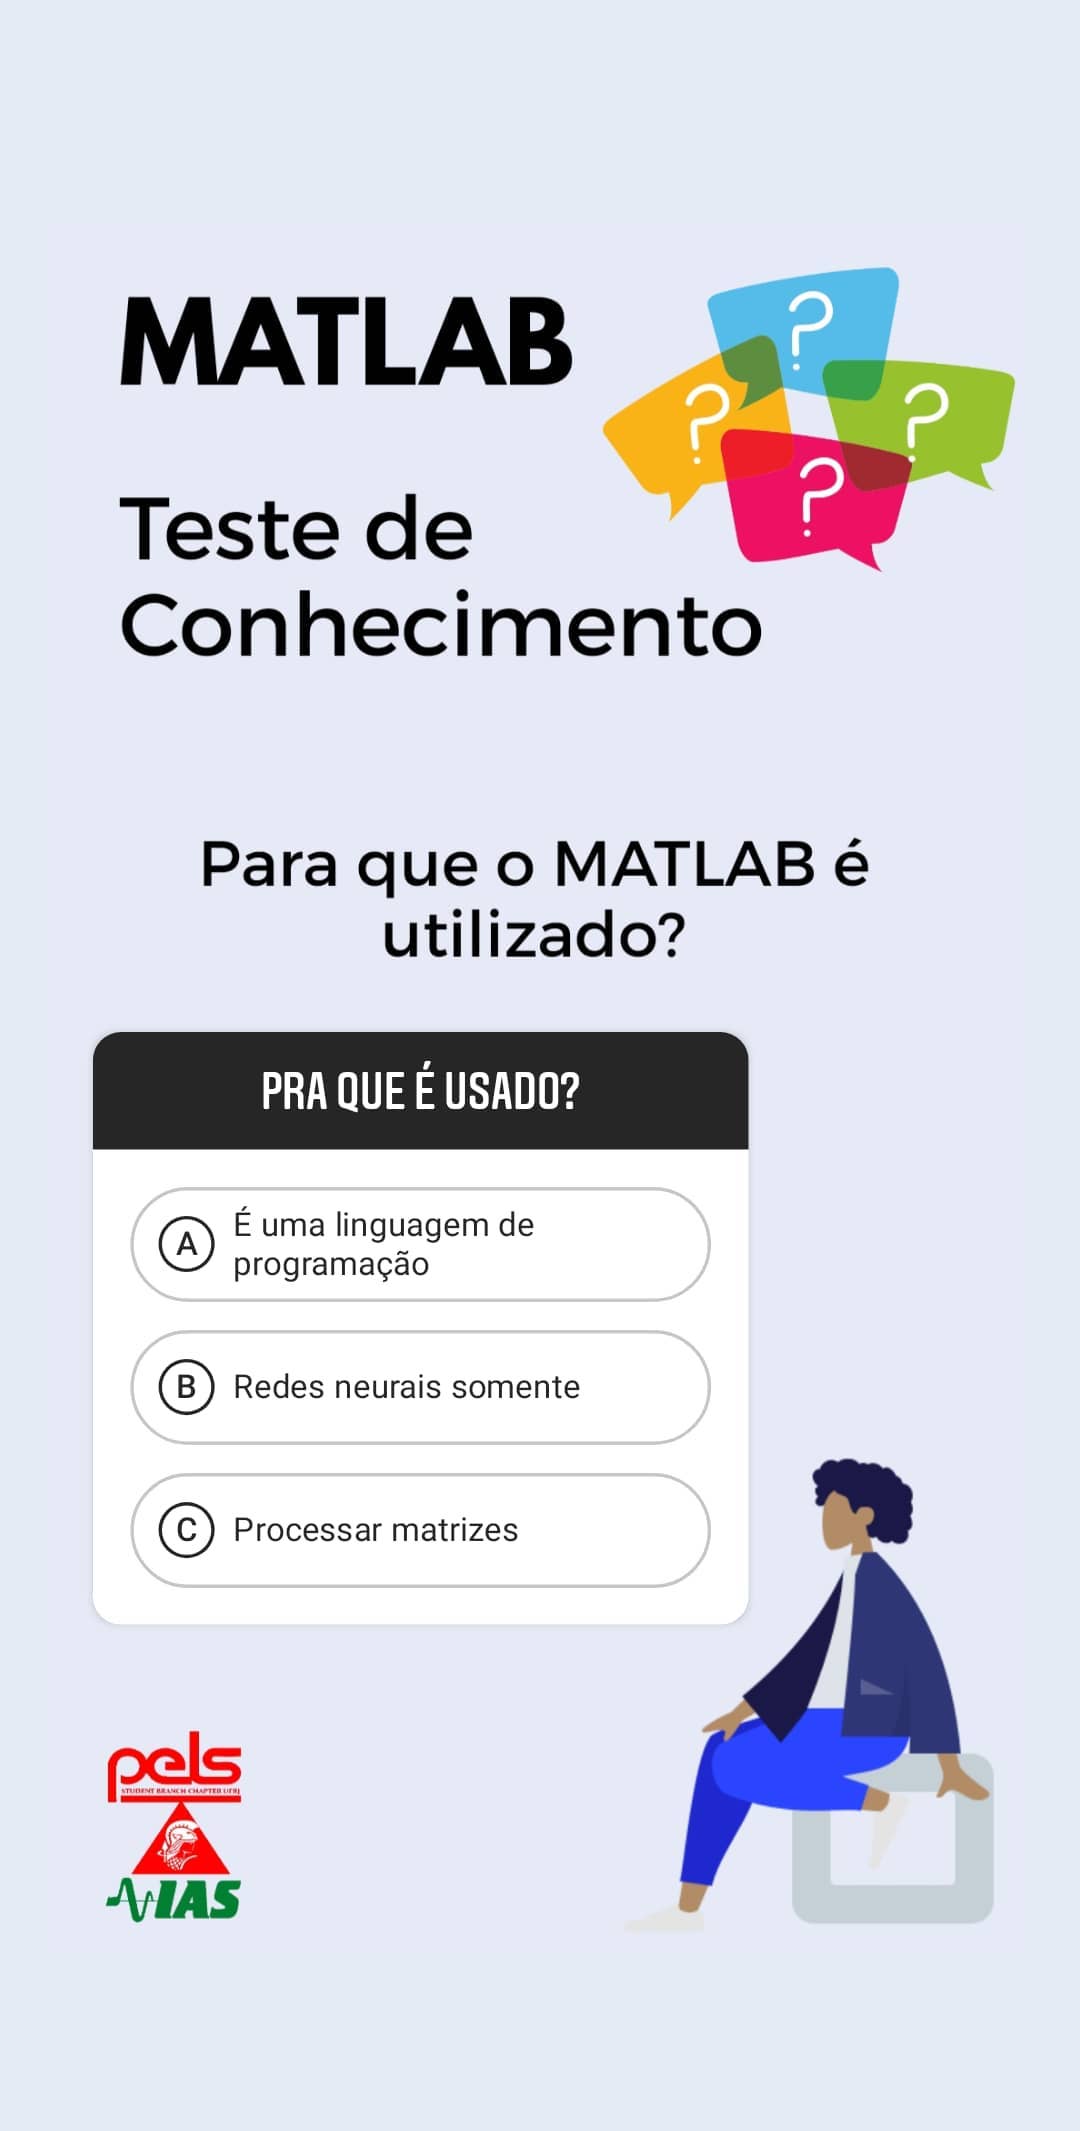 MATLAB
?
?
?
?
Teste de
Conhecimento
Para que o MATLAB é
utilizado?
PRA QUE É USADO?
A É uma linguagem de
programação
B Redes neurais somente
C Processar matrizes
pels
STUDENT BRANCH CHAPTER UFRJ
IAS